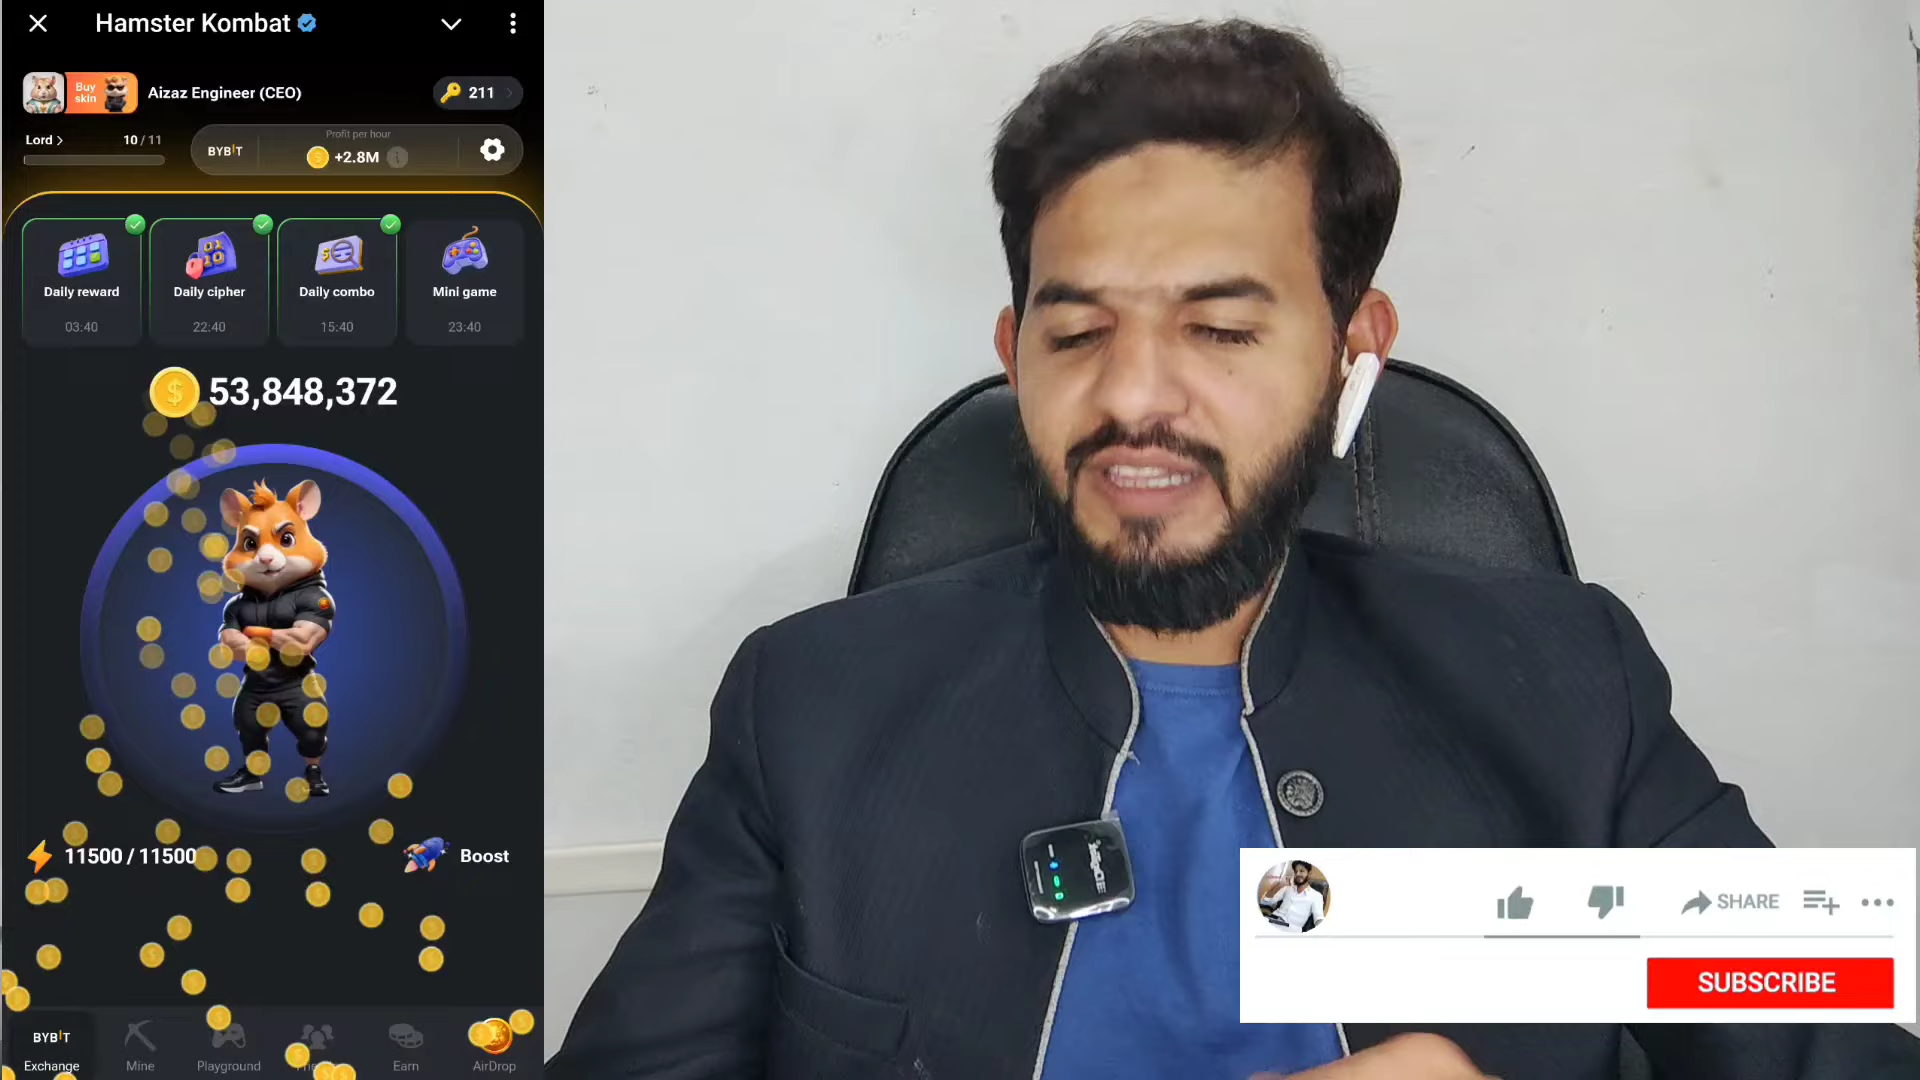 Hamster Kombat
Buy
skin
Aizaz Engineer (CEO)
211
Lord
10 / 11
BYBIT
Profit per hour
+2.8M
Daily reward
03:40
Daily cipher
22:40
Daily combo
15:40
Mini game
23:40
53,848,372
11500 / 11500
Boost
SHARE
SUBSCRIBE
BYBIT
Exchange
Mine
Playground
Earn
AirDrop